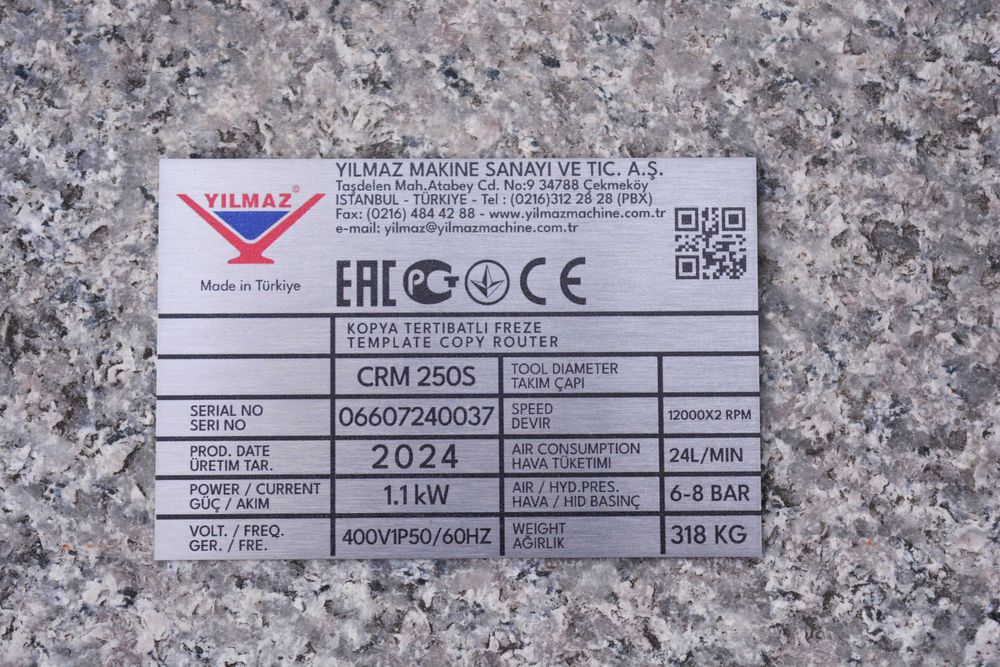 YILMAZ MAKINE SANAYI VE TIC. A.Ş.
Taşdelen Mah.Atabey Cd. No:9 34788 Çekmeköy
ISTANBUL - TÜRKIYE - Tel : (0216)312 28 28 (PBX)
Fax: (0216) 484 42 88 - www.yilmazmachine.com.tr
e-mail: yilmaz@yilmazmachine.com.tr
YILMAZ®
Made in Türkiye
EAC PG CE
KOPYA TERTIBATLI FREZE
TEMPLATE COPY ROUTER
CRM 250S
TOOL DIAMETER
TAKIM ÇAPI
SERIAL NO
SERI NO
06607240037
SPEED
DEVIR
12000X2 RPM
PROD. DATE
ÜRETIM TAR.
2024
AIR CONSUMPTION
HAVA TÜKETIMI
24L/MIN
POWER / CURRENT
GÜÇ / AKIM
1.1 kW
AIR / HYD.PRES.
HAVA / HID BASINÇ
6-8 BAR
VOLT. / FREQ.
GER. / FRE.
400V1P50/60HZ
WEIGHT
AĞIRLIK
318 KG